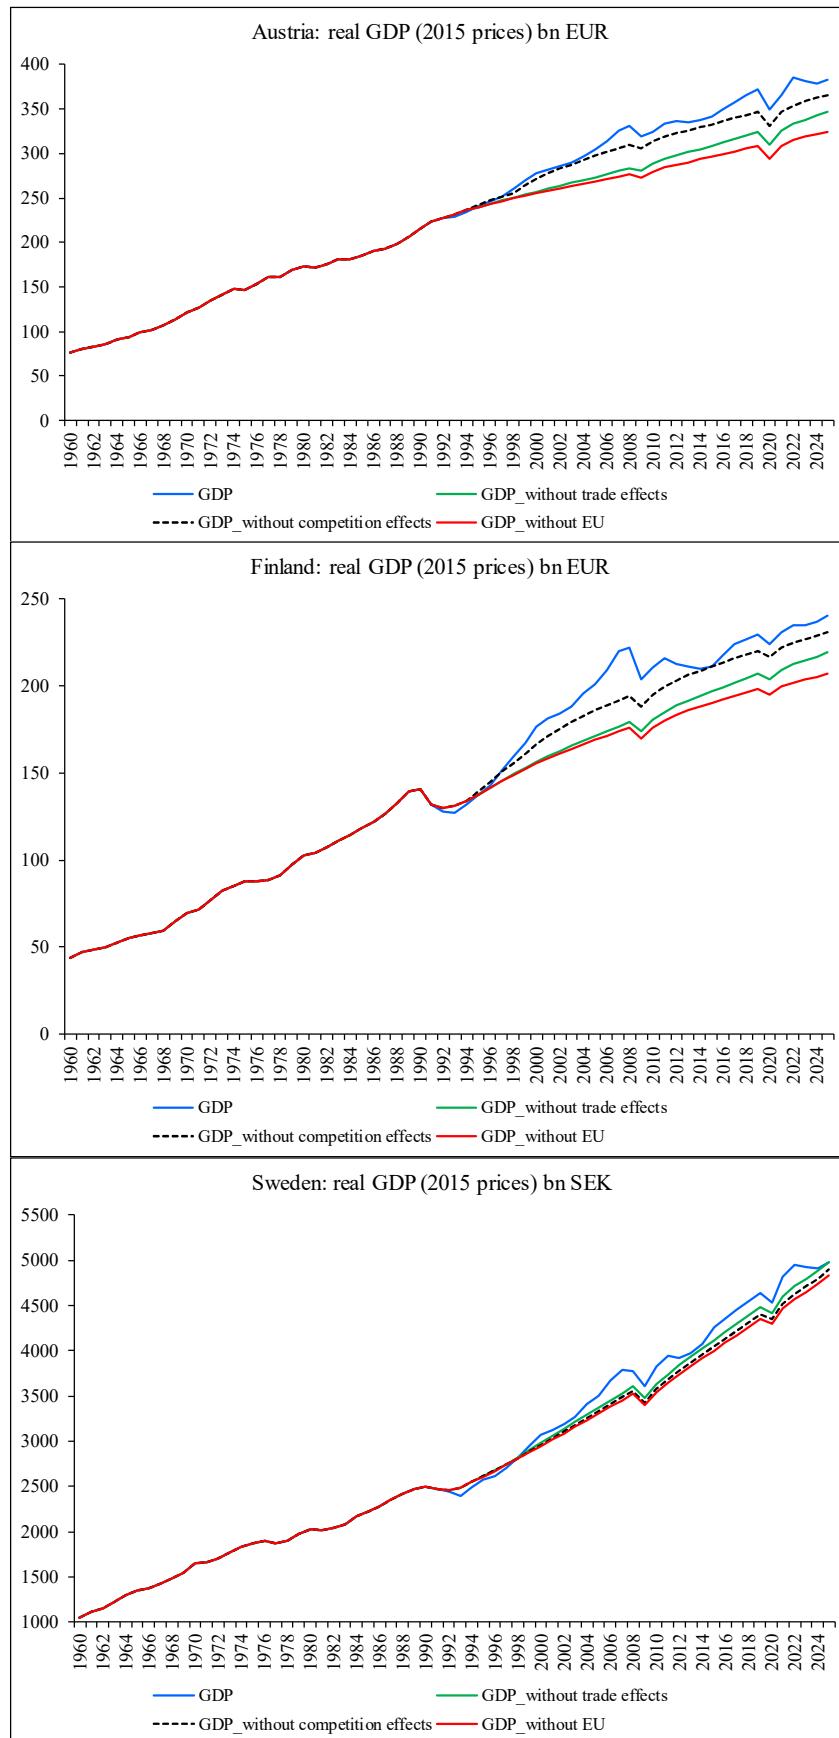 Austria: real GDP (2015 prices) bn EUR
400
350
300
250
200
150
100
50
0
1960 1962 1964 1966 1968 1970 1972 1974 1976 1978 1980 1982 1984 1986 1988 1990 1992 1994 1996 1998 2000 2002 2004 2006 2008 2010 2012 2014 2016 2018 2020 2022 2024
GDP GDP_without trade effects
GDP_without competition effects GDP_without EU
Finland: real GDP (2015 prices) bn EUR
250
200
150
100
50
0
1960 1962 1964 1966 1968 1970 1972 1974 1976 1978 1980 1982 1984 1986 1988 1990 1992 1994 1996 1998 2000 2002 2004 2006 2008 2010 2012 2014 2016 2018 2020 2022 2024
GDP GDP_without trade effects
GDP_without competition effects GDP_without EU
Sweden: real GDP (2015 prices) bn SEK
5500
5000
4500
4000
3500
3000
2500
2000
1500
1000
1960 1962 1964 1966 1968 1970 1972 1974 1976 1978 1980 1982 1984 1986 1988 1990 1992 1994 1996 1998 2000 2002 2004 2006 2008 2010 2012 2014 2016 2018 2020 2022 2024
GDP GDP_without trade effects
GDP_without competition effects GDP_without EU